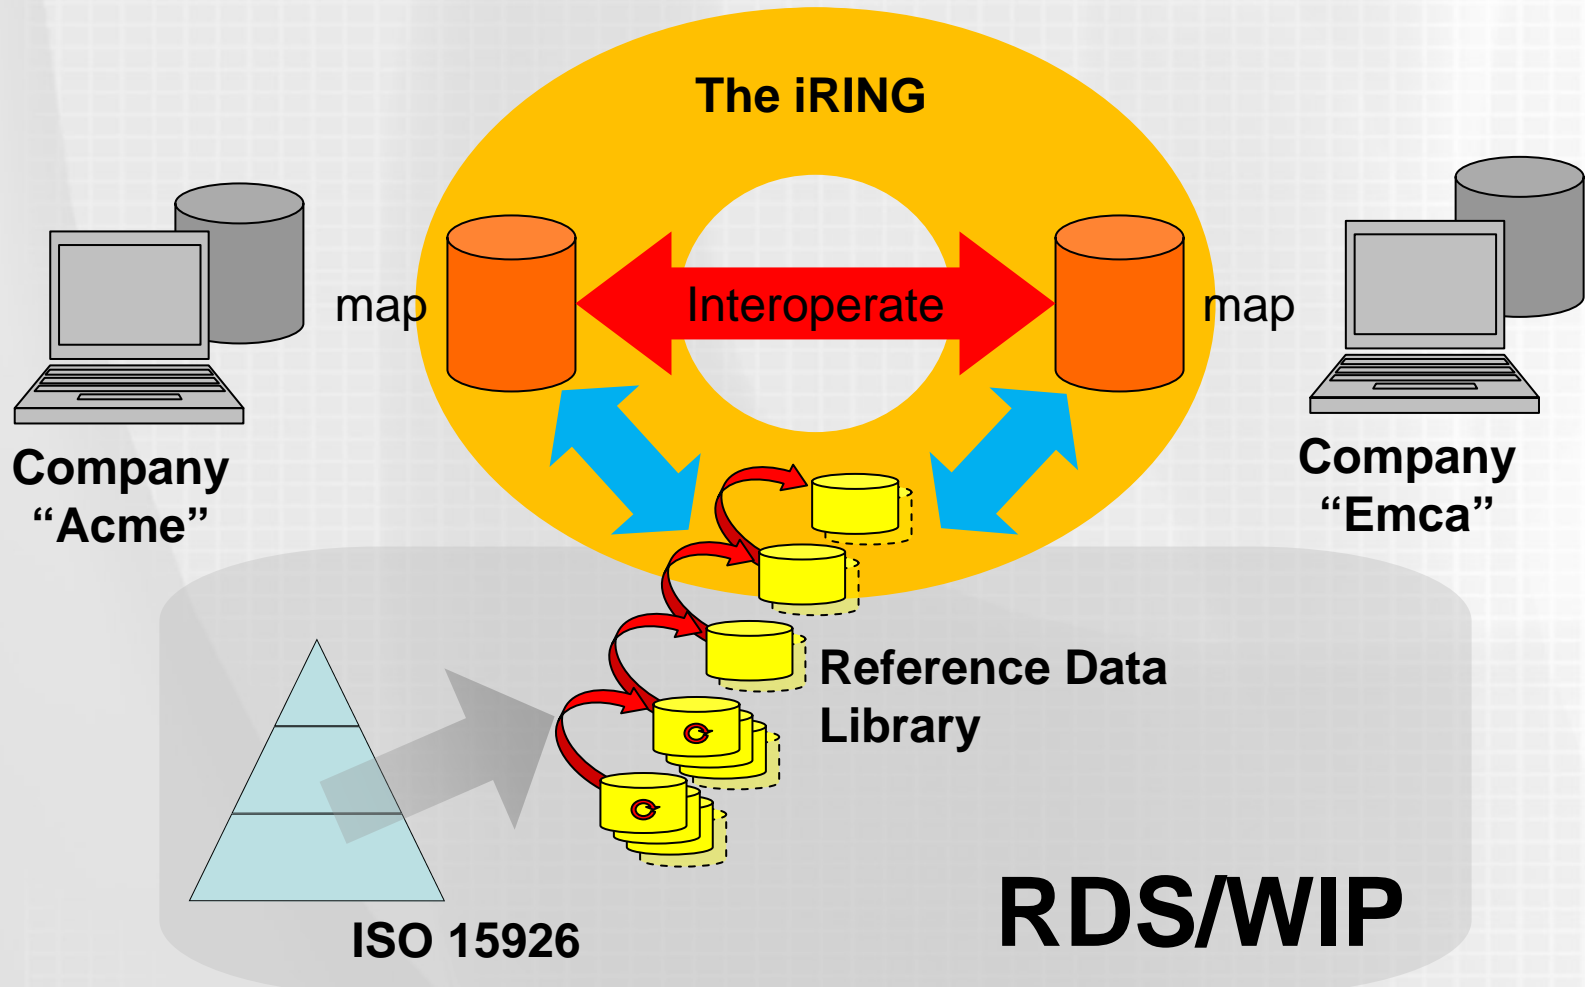 The iRING
map
Interoperate
map
Company
“Acme”
Company
“Emca”
Reference Data
Library
RDS/WIP
ISO 15926